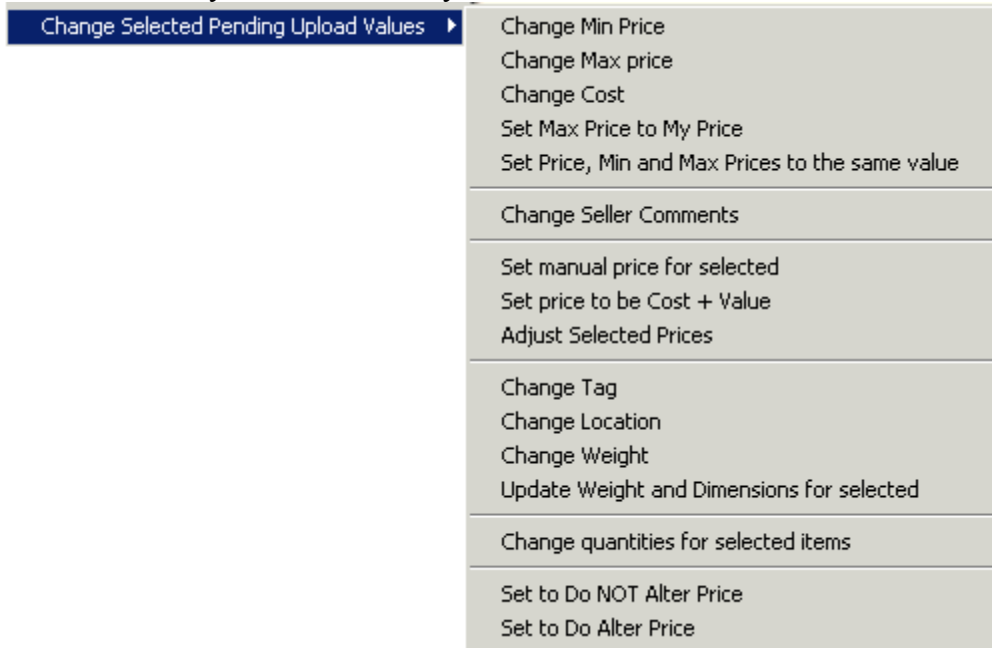 Change Selected Pending Upload Values
Change Min Price
Change Max price
Change Cost
Set Max Price to My Price
Set Price, Min and Max Prices to the same value
Change Seller Comments
Set manual price for selected
Set price to be Cost + Value
Adjust Selected Prices
Change Tag
Change Location
Change Weight
Update Weight and Dimensions for selected
Change quantities for selected items
Set to Do NOT Alter Price
Set to Do Alter Price